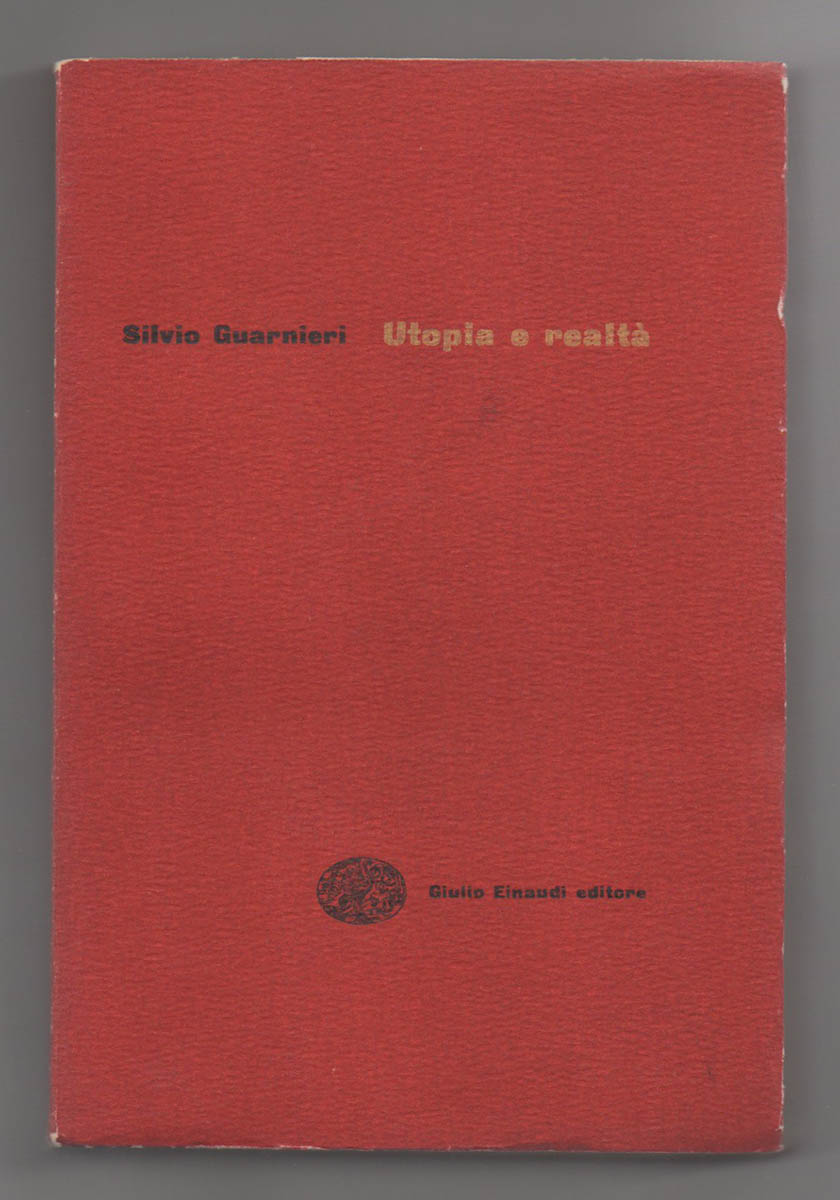 Silvio Guarnieri Utopia e realtà
Giulio Einaudi editore